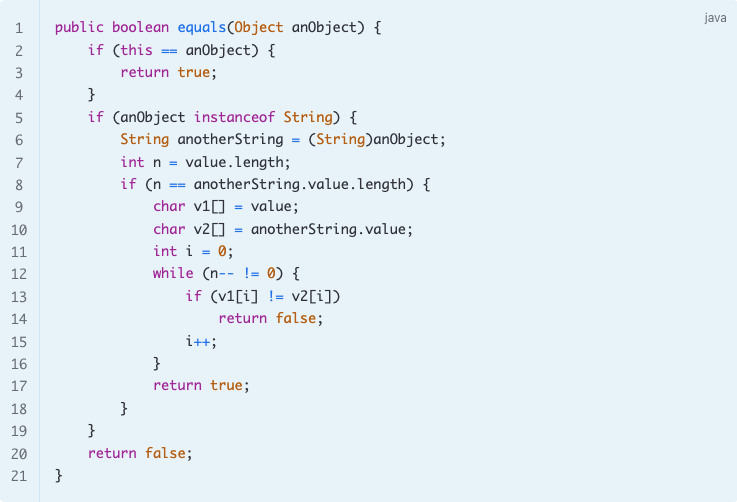 java
1 public boolean equals(Object anObject) {
2     if (this == anObject) {
3         return true;
4     }
5     if (anObject instanceof String) {
6         String anotherString = (String)anObject;
7         int n = value.length;
8         if (n == anotherString.value.length) {
9             char v1[] = value;
10             char v2[] = anotherString.value;
11             int i = 0;
12             while (n-- != 0) {
13                 if (v1[i] != v2[i])
14                     return false;
15                 i++;
16             }
17             return true;
18         }
19     }
20     return false;
21 }